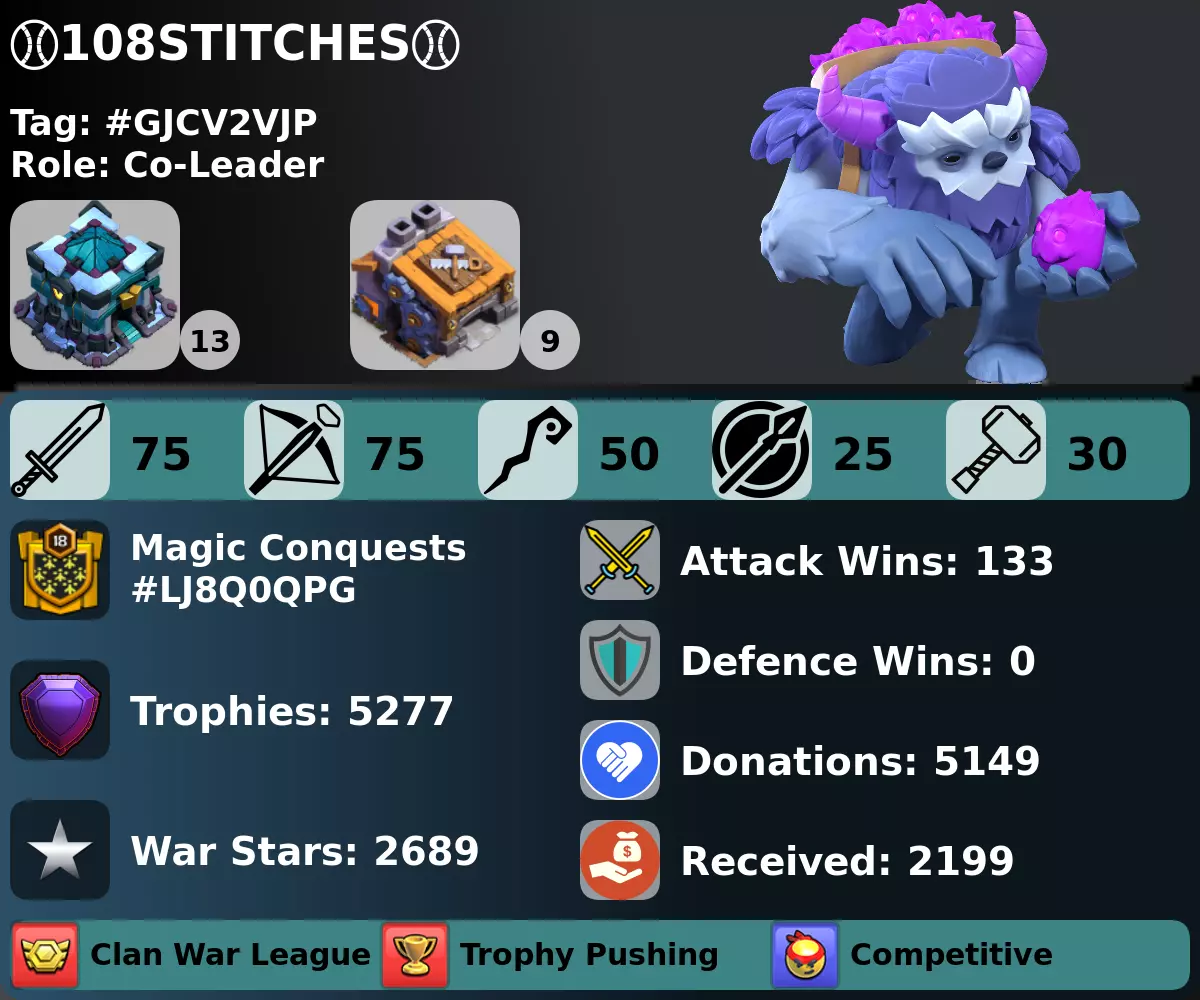 108STITCHES
Tag: #GJCV2VJP
Role: Co-Leader
13
9
75
75
50
25
30
18
Magic Conquests
#LJ8Q0QPG
Trophies: 5277
War Stars: 2689
Attack Wins: 133
Defence Wins: 0
Donations: 5149
$
Received: 2199
Clan War League
Trophy Pushing
Competitive